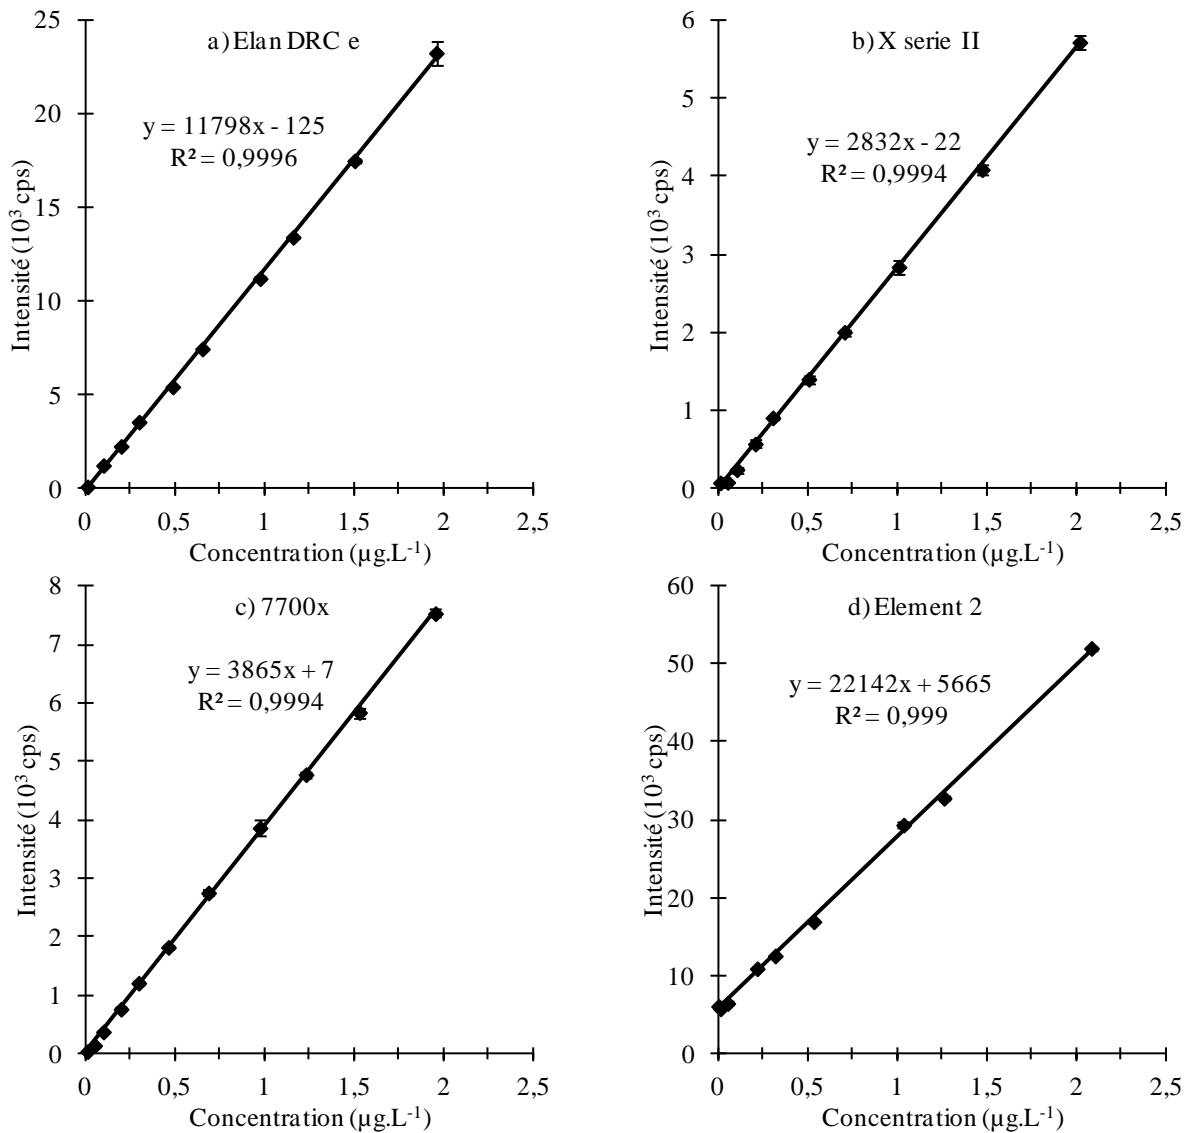 a) Elan DRC e
y = 11798x - 125
R² = 0,9996
Intensité (10³ cps)
25
20
15
10
5
0
0 0,5 1 1,5 2 2,5
Concentration (µg.L⁻¹)
b) X serie II
y = 2832x - 22
R² = 0,9994
Intensité (10³ cps)
6
5
4
3
2
1
0
0 0,5 1 1,5 2 2,5
Concentration (µg.L⁻¹)
c) 7700x
y = 3865x + 7
R² = 0,9994
Intensité (10³ cps)
8
7
6
5
4
3
2
1
0
0 0,5 1 1,5 2 2,5
Concentration (µg.L⁻¹)
d) Element 2
y = 22142x + 5665
R² = 0,999
Intensité (10³ cps)
60
50
40
30
20
10
0
0 0,5 1 1,5 2 2,5
Concentration (µg.L⁻¹)